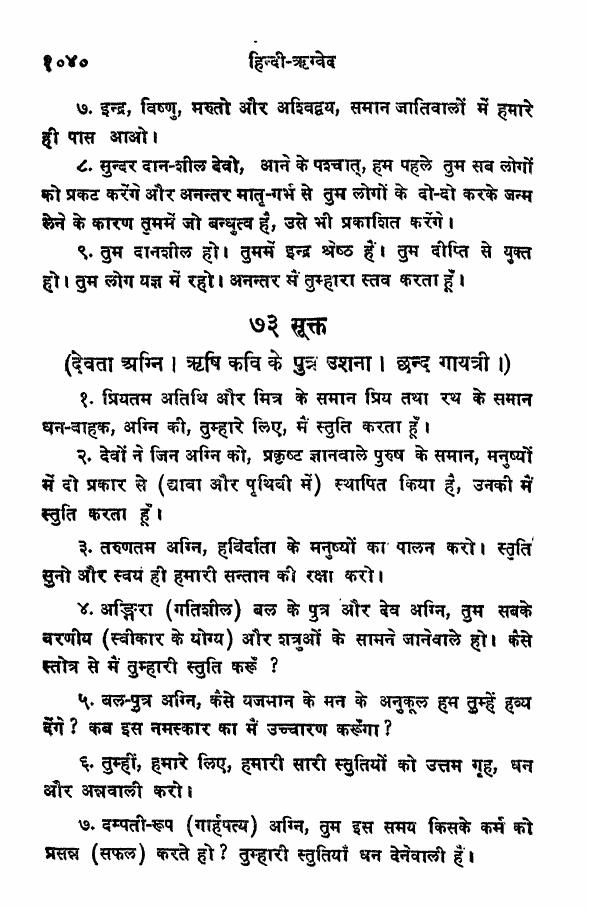 १०४० हिन्दी-ऋग्वेद
७. इन्द्र, विष्णु, मरुतो और अश्विद्वय, समान जातिवालों में हमारे
ही पास आओ।
८. सुन्दर दान-शील देवो, आने के पश्चात्, हम पहले तुम सब लोगों
को प्रकट करेंगे और अनन्तर मातृ-गर्भ से तुम लोगों के दो-दो करके जन्म
लेने के कारण तुममें जो बन्धुत्व है, उसे भी प्रकाशित करेंगे।
९. तुम दानशील हो। तुममें इन्द्र श्रेष्ठ हैं। तुम दीप्ति से युक्त
हो। तुम लोग यज्ञ में रहो। अनन्तर मैं तुम्हारा स्तव करता हूँ।
७३ सूक्त
(देवता अग्नि। ऋषि कवि के पुत्र उशना। छन्द गायत्री।)
१. प्रियतम अतिथि और मित्र के समान प्रिय तथा रथ के समान
धन-वाहक, अग्नि की, तुम्हारे लिए, मैं स्तुति करता हूँ।
२. देवों ने जिन अग्नि को, प्रकृष्ट ज्ञानवाले पुरुष के समान, मनुष्यों
में दो प्रकार से (द्यावा और पृथिवी में) स्थापित किया है, उनकी मैं
स्तुति करता हूँ।
३. तरुणतम अग्नि, हविर्दाता के मनुष्यों का पालन करो। स्तुति
सुनो और स्वयं ही हमारी सन्तान की रक्षा करो।
४. अङ्गिरा (गतिशील) बल के पुत्र और देव अग्नि, तुम सबके
वरणीय (स्वीकार के योग्य) और शत्रुओं के सामने जानेवाले हो। कैसे
स्तोत्र से मैं तुम्हारी स्तुति करूँ ?
५. बल-पुत्र अग्नि, कैसे यजमान के मन के अनुकूल हम तुम्हें हव्य
देंगे ? कब इस नमस्कार का मैं उच्चारण करूँगा ?
६. तुम्हीं, हमारे लिए, हमारी सारी स्तुतियों को उत्तम गृह, धन
और अन्नवाली करो।
७. दम्पती-रूप (गार्हपत्य) अग्नि, तुम इस समय किसके कर्म को
प्रसन्न (सफल) करते हो ? तुम्हारी स्तुतियाँ धन देनेवाली हैं।